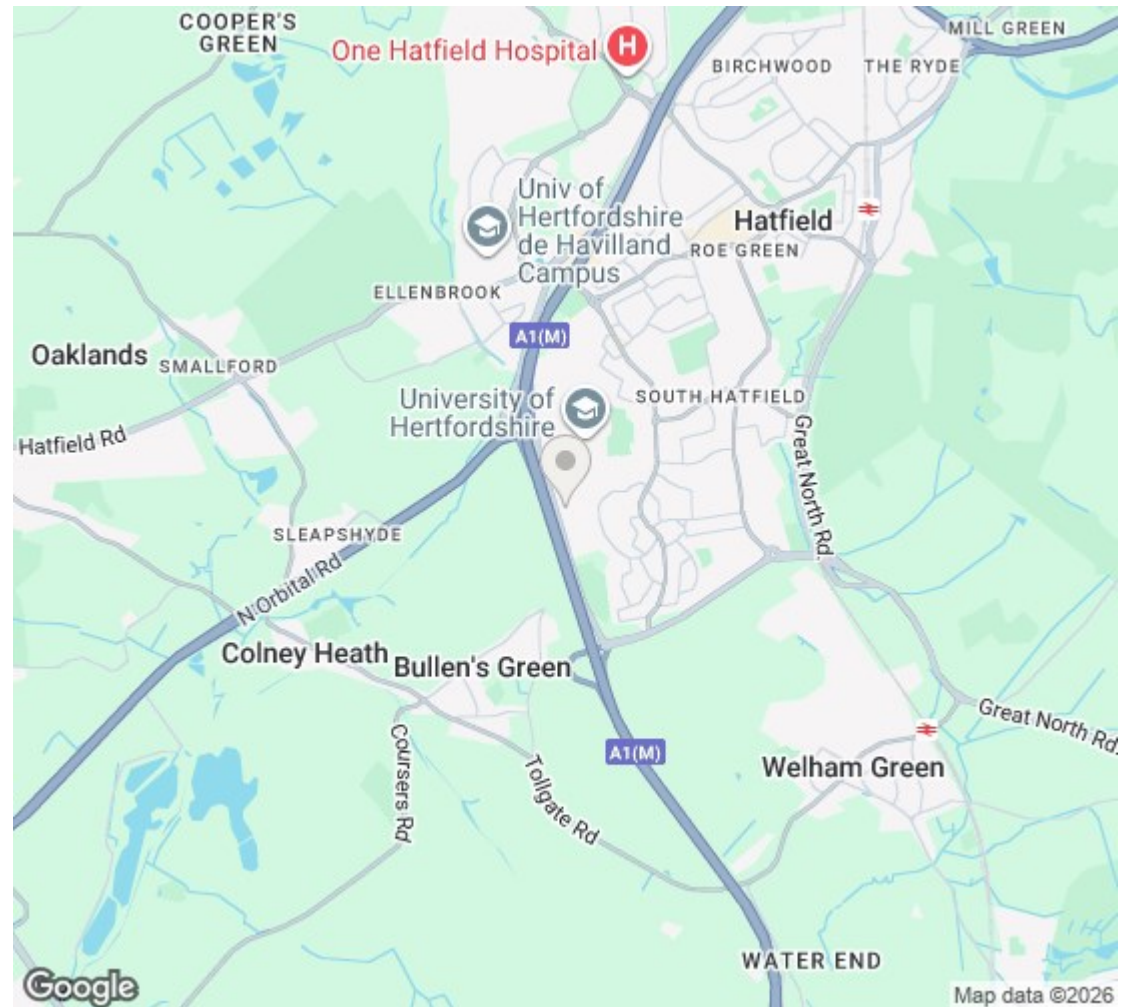 COOPER'S
GREEN
MILL GREEN
One Hatfield Hospital
H
BIRCHWOOD
THE RYDE
Univ of
Hertfordshire
de Havilland
Campus
Hatfield
ROE GREEN
ELLENBROOK
A1(M)
Oaklands
SMALLFORD
University of
Hertfordshire
SOUTH HATFIELD
Hatfield Rd
Great North Rd.
SLEAPSHYDE
N Orbital Rd
Colney Heath
Bullen's Green
Great North Rd.
Coursers Rd
Tollgate Rd
A1(M)
Welham Green
WATER END
Google
Map data ©2026